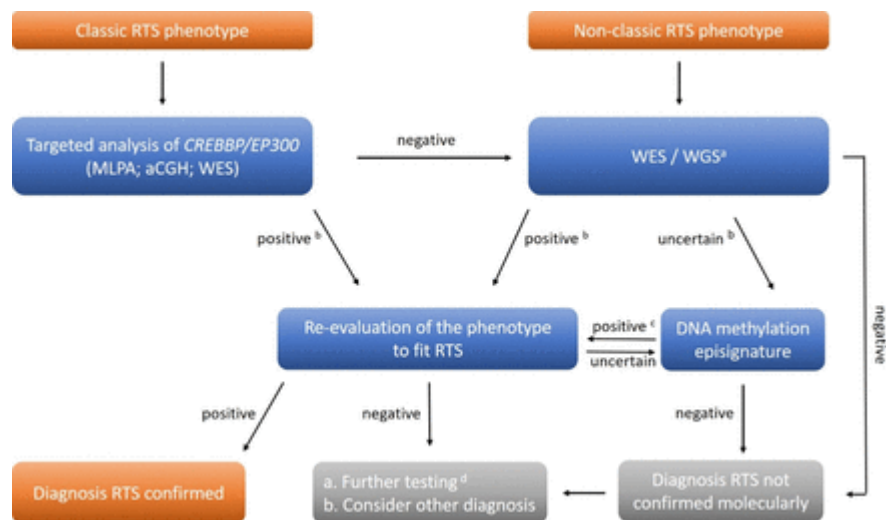 Classic RTS phenotype
Non-classic RTS phenotype
Targeted analysis of CREBBP/EP300
(MLPA; aCGH; WES)
negative
WES / WGSᵃ
positive ᵇ
positive ᵇ
uncertain ᵇ
negative
Re-evaluation of the phenotype
to fit RTS
positive ᶜ
uncertain
DNA methylation
episignature
positive
negative
negative
Diagnosis RTS confirmed
a. Further testing ᵈ
b. Consider other diagnosis
Diagnosis RTS not
confirmed molecularly